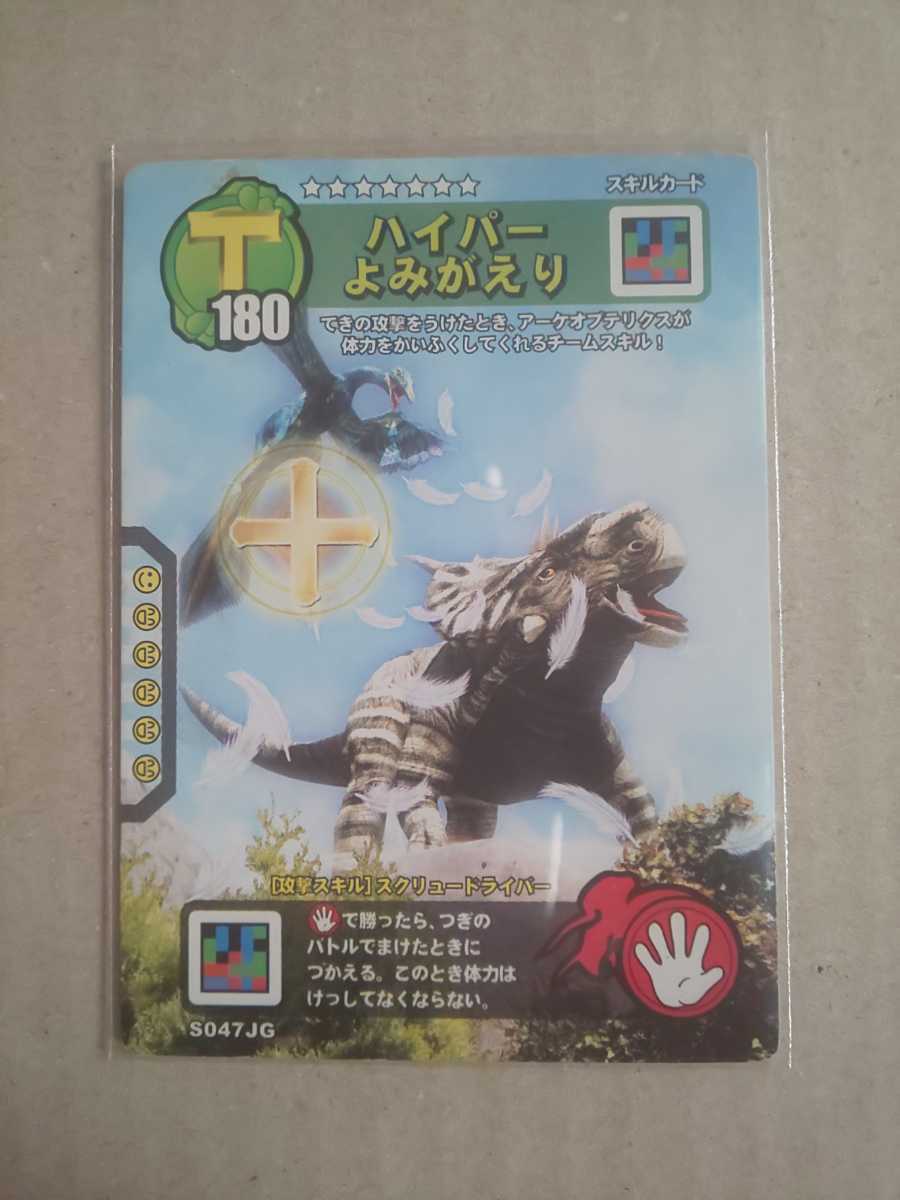 スキルカード
T
180
ハイパー
よみがえり
てきの攻撃をうけたとき、アーケオプテリクスが
体力をかいふくしてくれるチームスキル！
[攻撃スキル] スクリュードライバー
で勝ったら、つぎの
バトルでまけたときに
つかえる。このとき体力は
けっしてなくならない。
S047JG